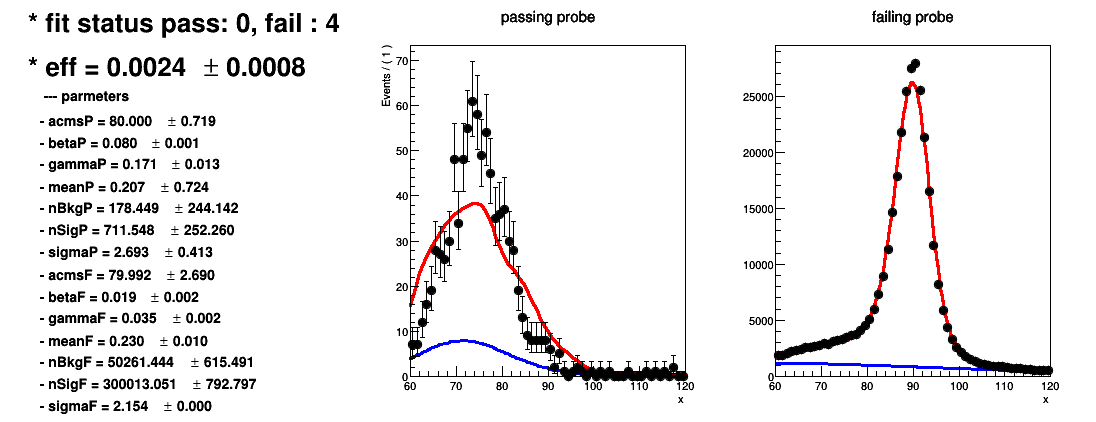 * fit status pass: 0, fail : 4
* eff = 0.0024 ± 0.0008
--- parmeters
- acmsP = 80.000 ± 0.719
- betaP = 0.080 ± 0.001
- gammaP = 0.171 ± 0.013
- meanP = 0.207 ± 0.724
- nBkgP = 178.449 ± 244.142
- nSigP = 711.548 ± 252.260
- sigmaP = 2.693 ± 0.413
- acmsF = 79.992 ± 2.690
- betaF = 0.019 ± 0.002
- gammaF = 0.035 ± 0.002
- meanF = 0.230 ± 0.010
- nBkgF = 50261.444 ± 615.491
- nSigF = 300013.051 ± 792.797
- sigmaF = 2.154 ± 0.000
passing probe
Events / ( 1 )
70
60
50
40
30
20
10
0
60 70 80 90 100 110 120
x
failing probe
25000
20000
15000
10000
5000
0
60 70 80 90 100 110 120
x